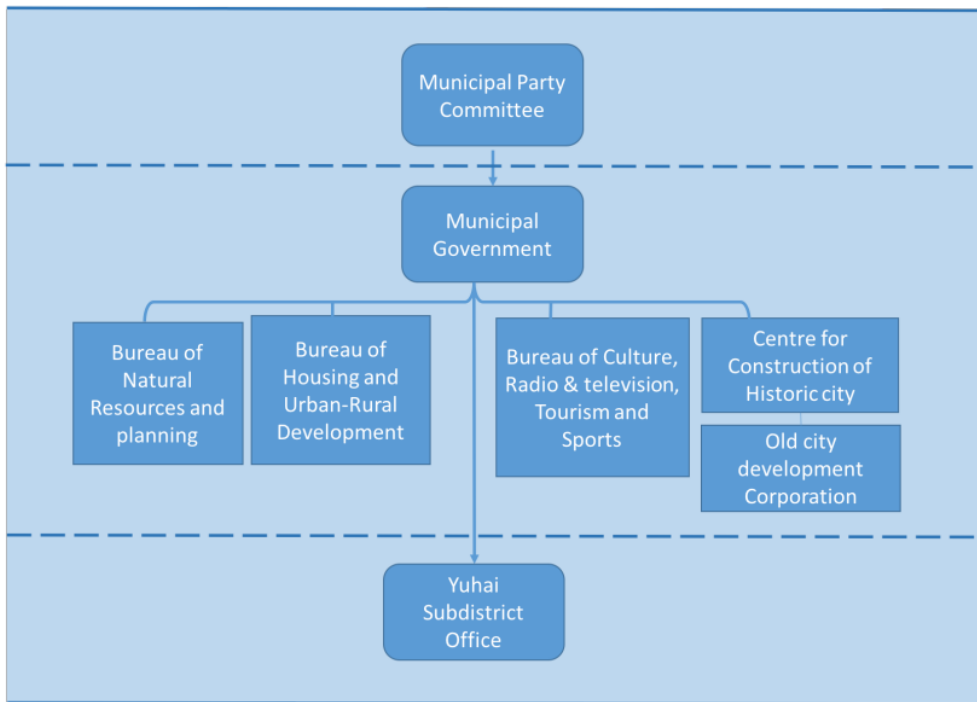 Municipal Party
Committee
Municipal
Government
Bureau of
Natural
Resources and
planning
Bureau of
Housing and
Urban-Rural
Development
Bureau of Culture,
Radio & television,
Tourism and
Sports
Centre for
Construction of
Historic city
Old city
development
Corporation
Yuhai
Subdistrict
Office